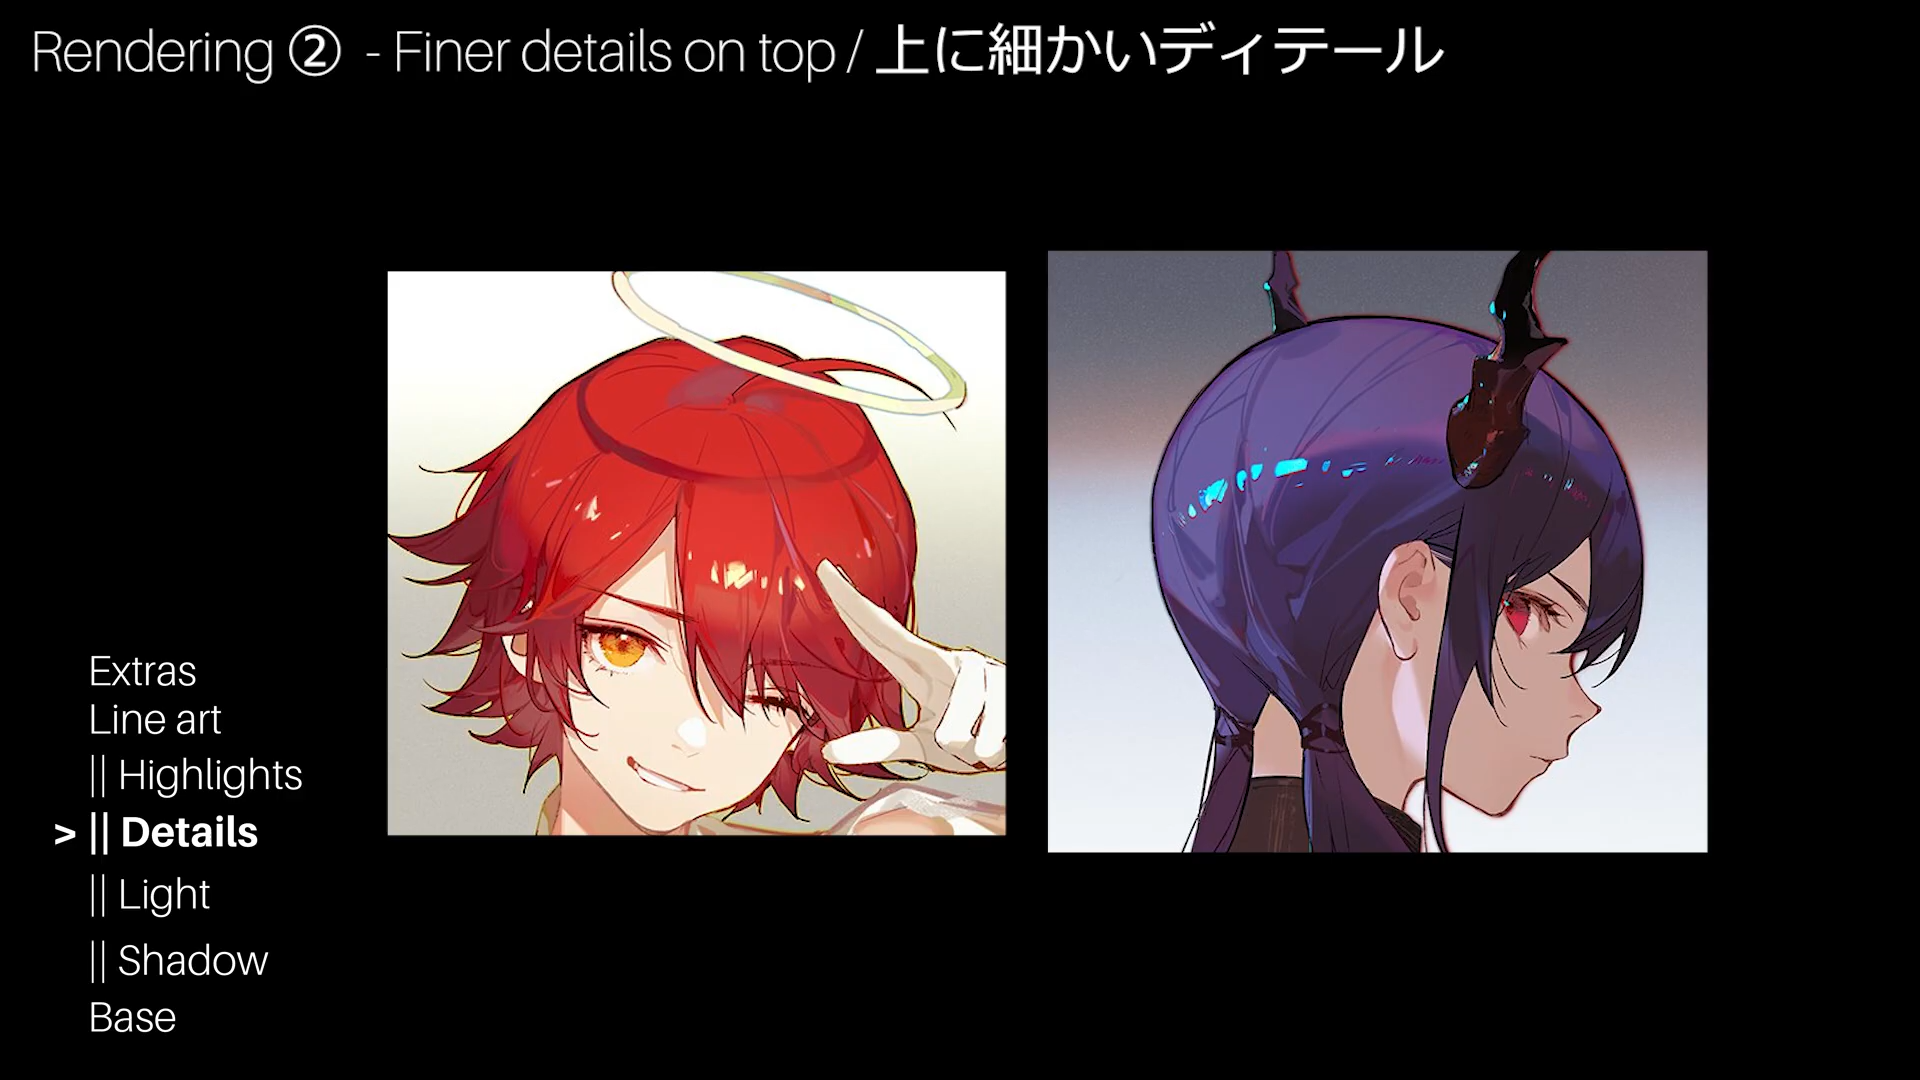 Rendering ② - Finer details on top / 上に細かいディテール
Extras
Line art
|| Highlights
> || Details
|| Light
|| Shadow
Base